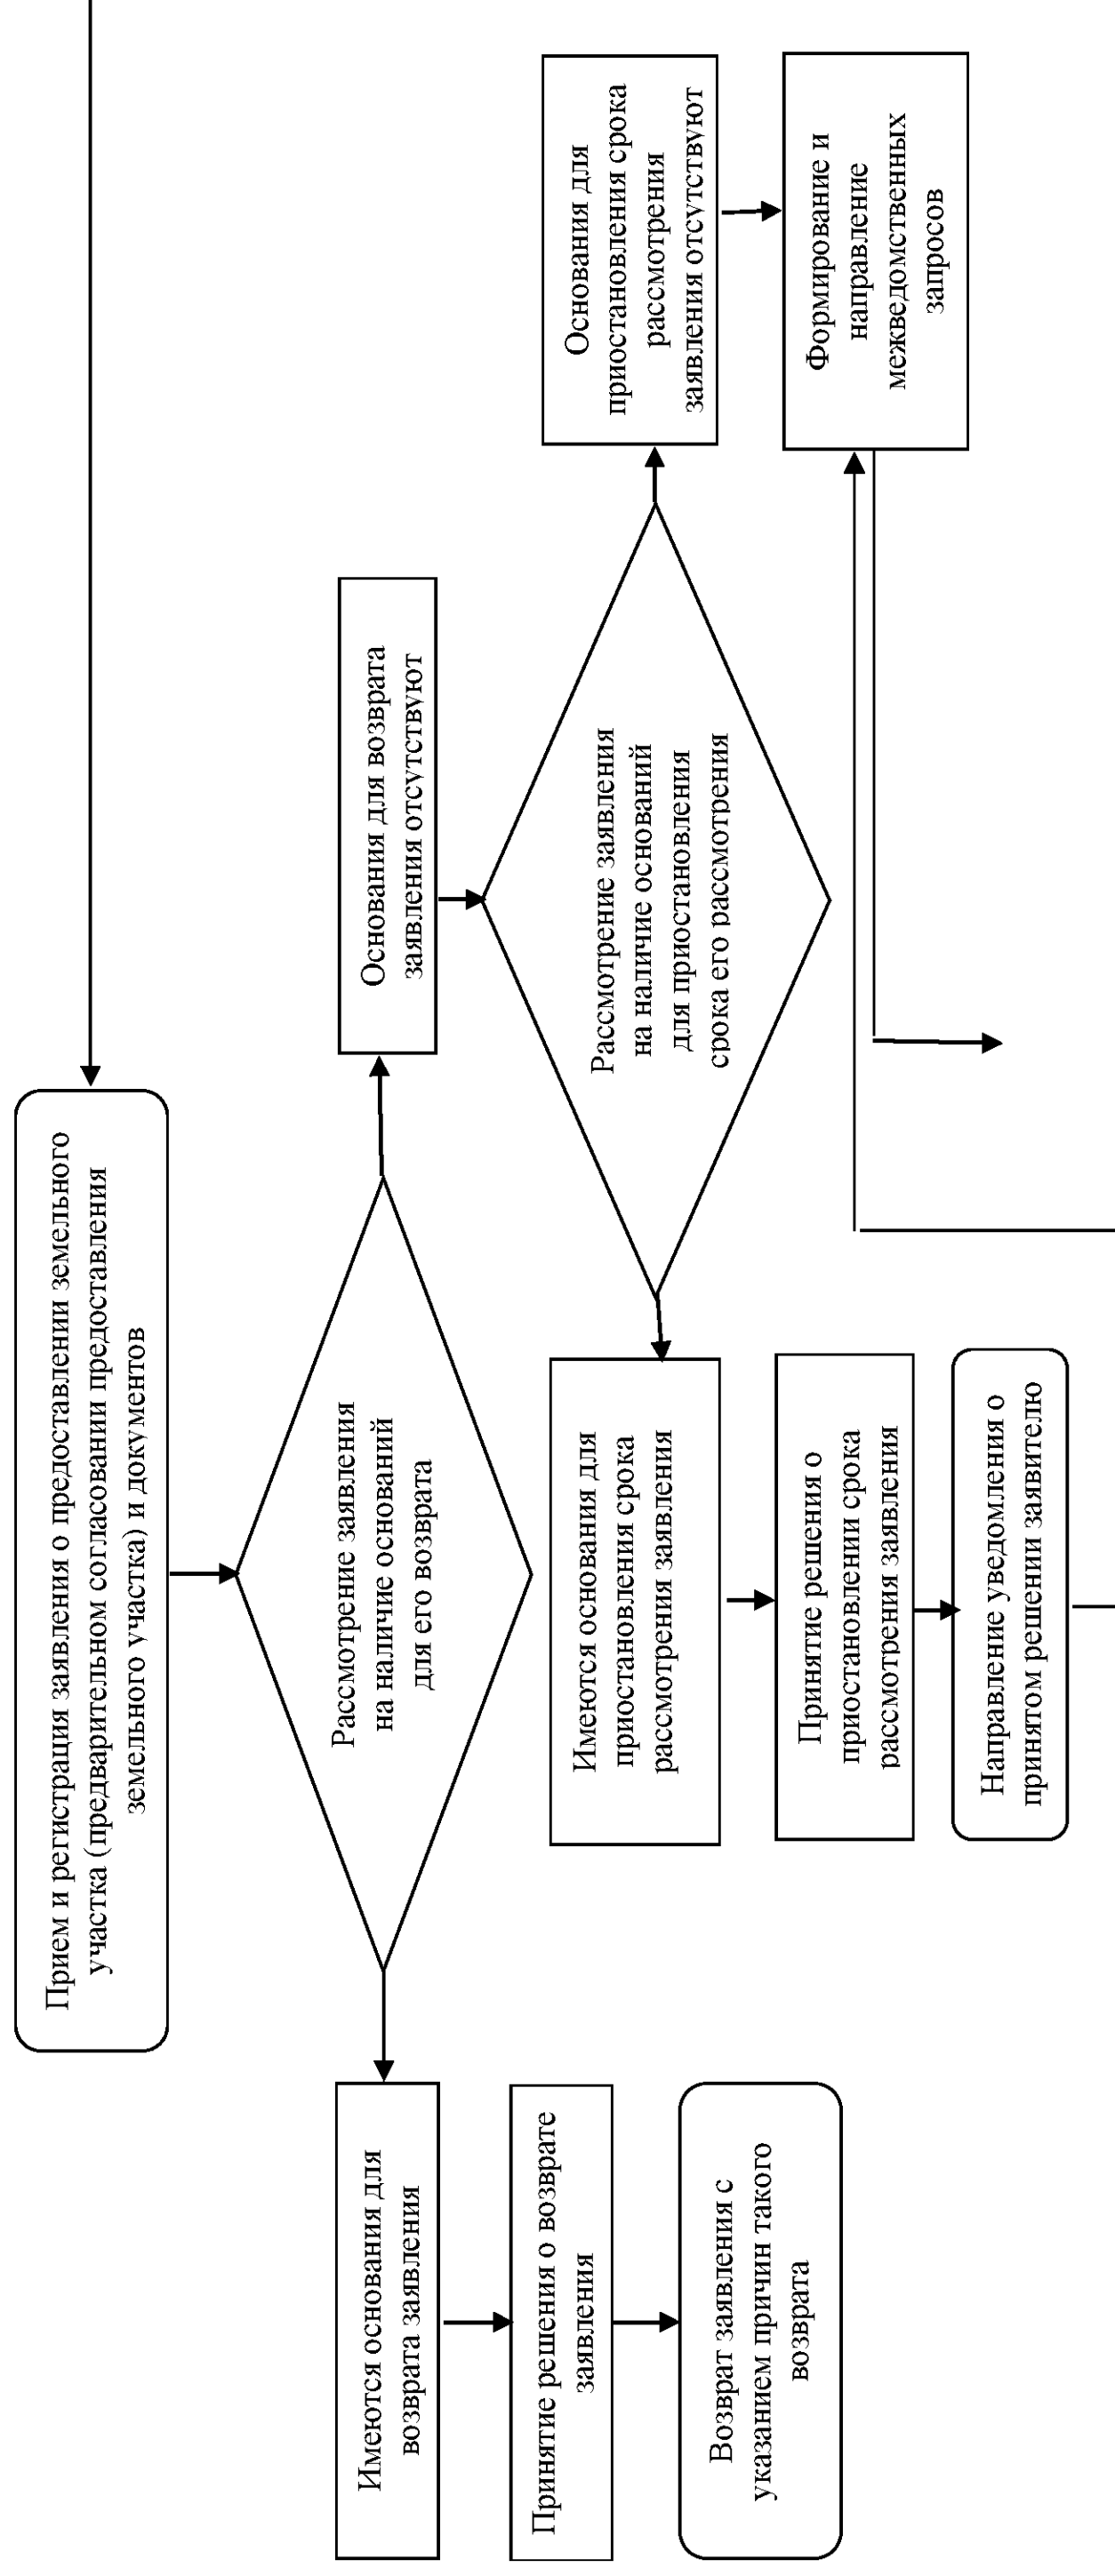 Прием и регистрация заявления о предоставлении земельного
участка (предварительном согласовании предоставления
земельного участка) и документов
Рассмотрение заявления
на наличие оснований
для его возврата
Имеются основания для
возврата заявления
Основания для возврата
заявления отсутствуют
Принятие решения о возврате
заявления
Возврат заявления с
указанием причин такого
возврата
Рассмотрение заявления
на наличие оснований
для приостановления
срока его рассмотрения
Имеются основания для
приостановления срока
рассмотрения заявления
Основания для
приостановления срока
рассмотрения
заявления отсутствуют
Принятие решения о
приостановлении срока
рассмотрения заявления
Формирование и
направление
межведомственных
запросов
Направление уведомления о
принятом решении заявителю